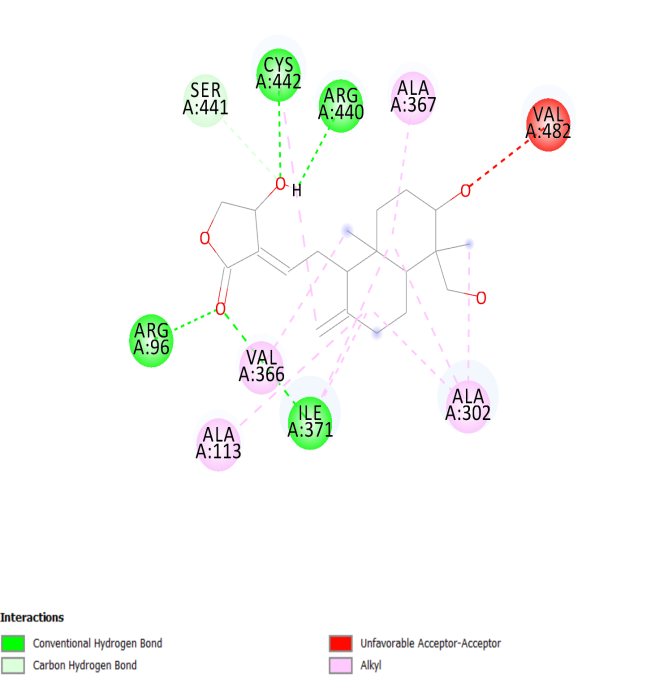 CYS
A:442
SER
A:441
ARG
A:440
ALA
A:367
VAL
A:482
O
H
O
O
O
O
ARG
A:96
VAL
A:366
ILE
A:371
ALA
A:302
ALA
A:113
Interactions
Conventional Hydrogen Bond
Carbon Hydrogen Bond
Unfavorable Acceptor-Acceptor
Alkyl